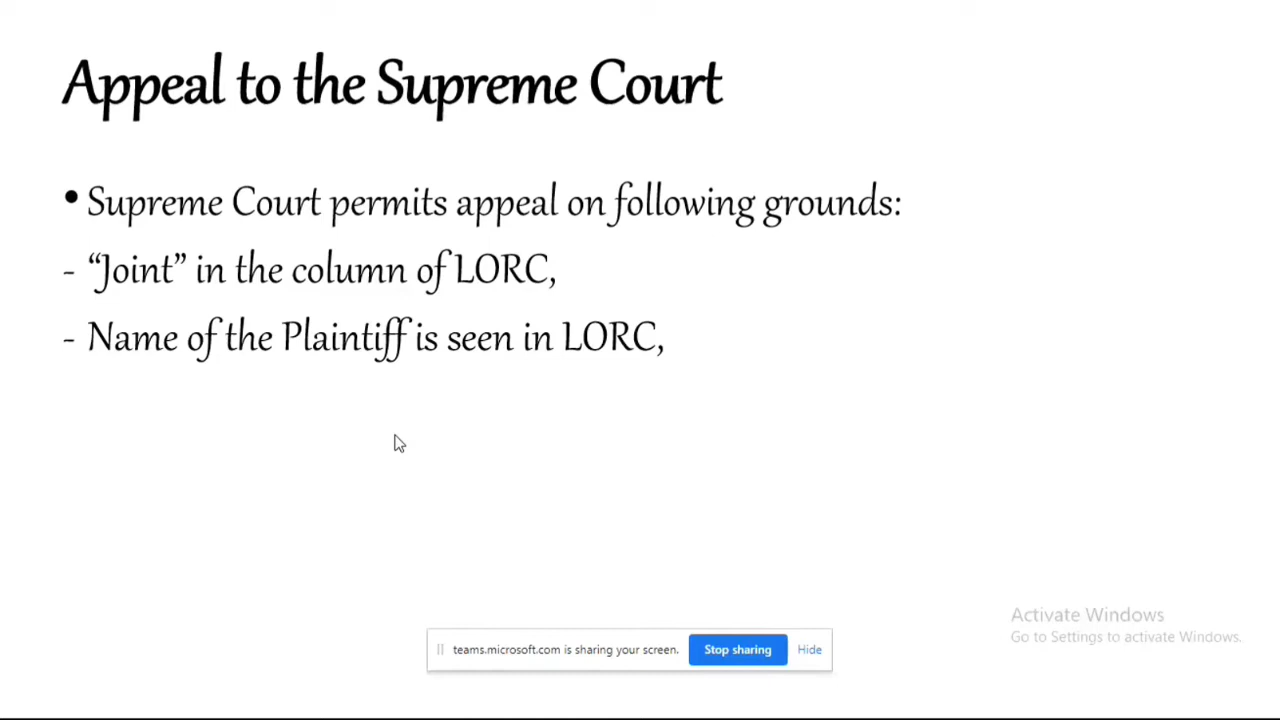 Appeal to the Supreme Court
• Supreme Court permits appeal on following grounds:
- “Joint” in the column of LORC,
- Name of the Plaintiff is seen in LORC,
Activate Windows
Go to Settings to activate Windows.
teams.microsoft.com is sharing your screen. Stop sharing Hide